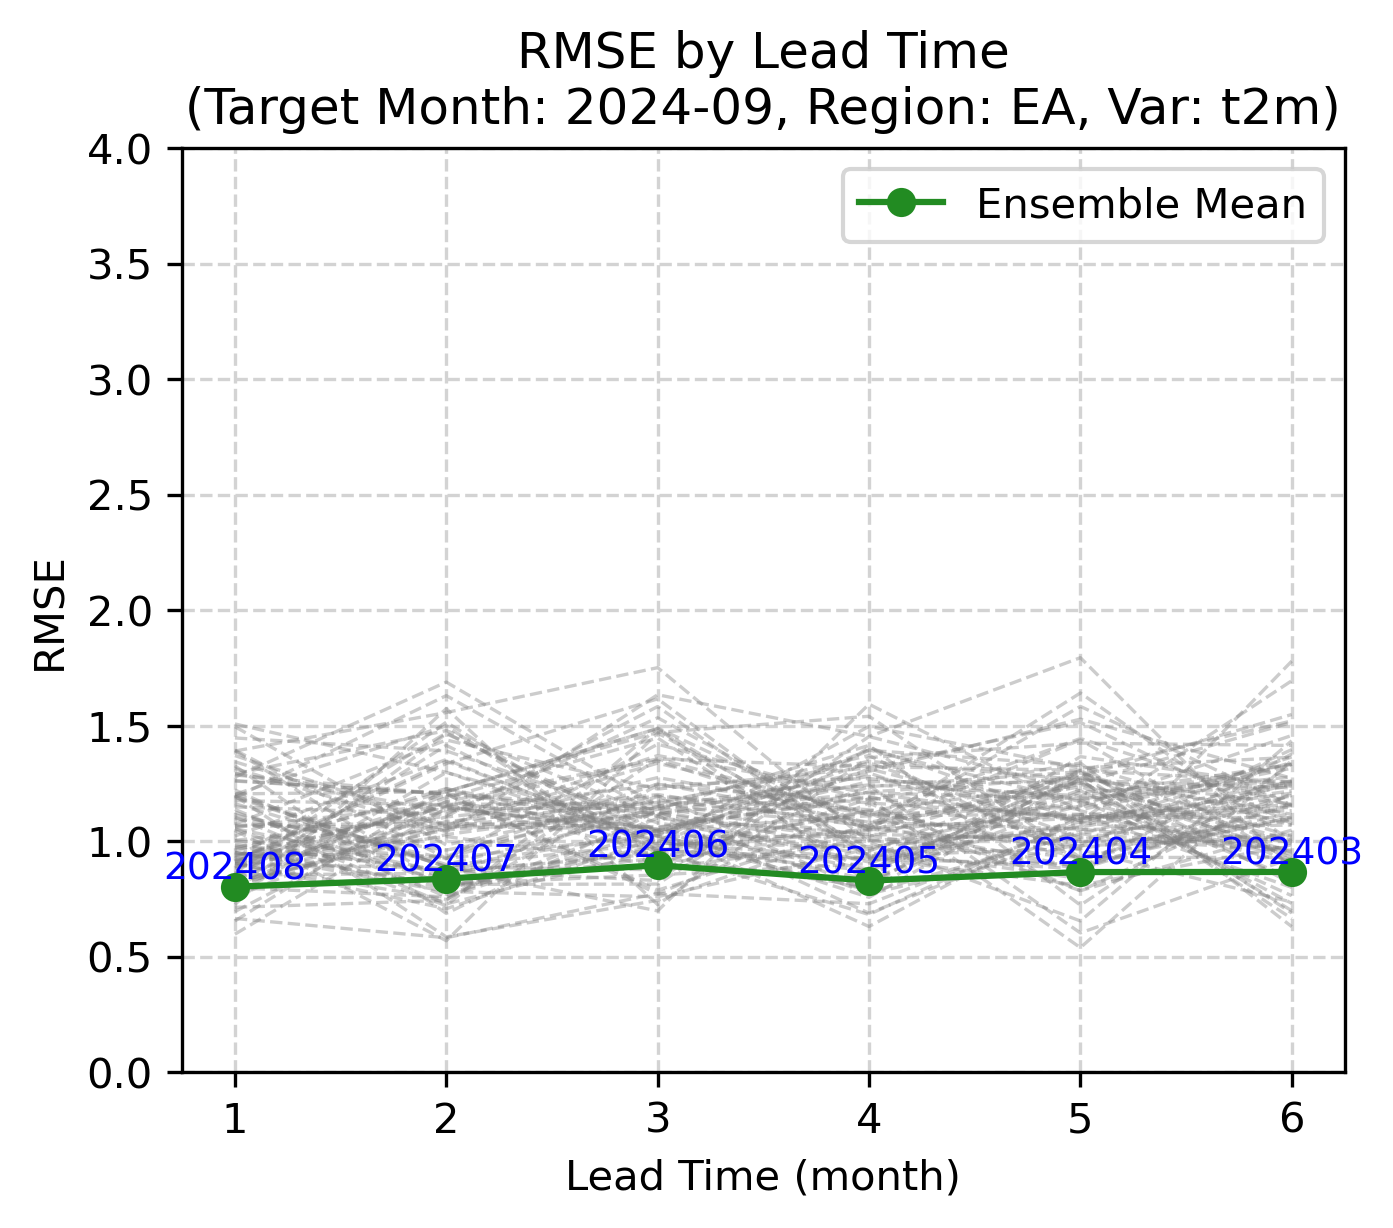 RMSE by Lead Time
(Target Month: 2024-09, Region: EA, Var: t2m)
Ensemble Mean
4.0
3.5
3.0
2.5
2.0
1.5
1.0
0.5
0.0
RMSE
202408
202407
202406
202405
202404
202403
1 2 3 4 5 6
Lead Time (month)